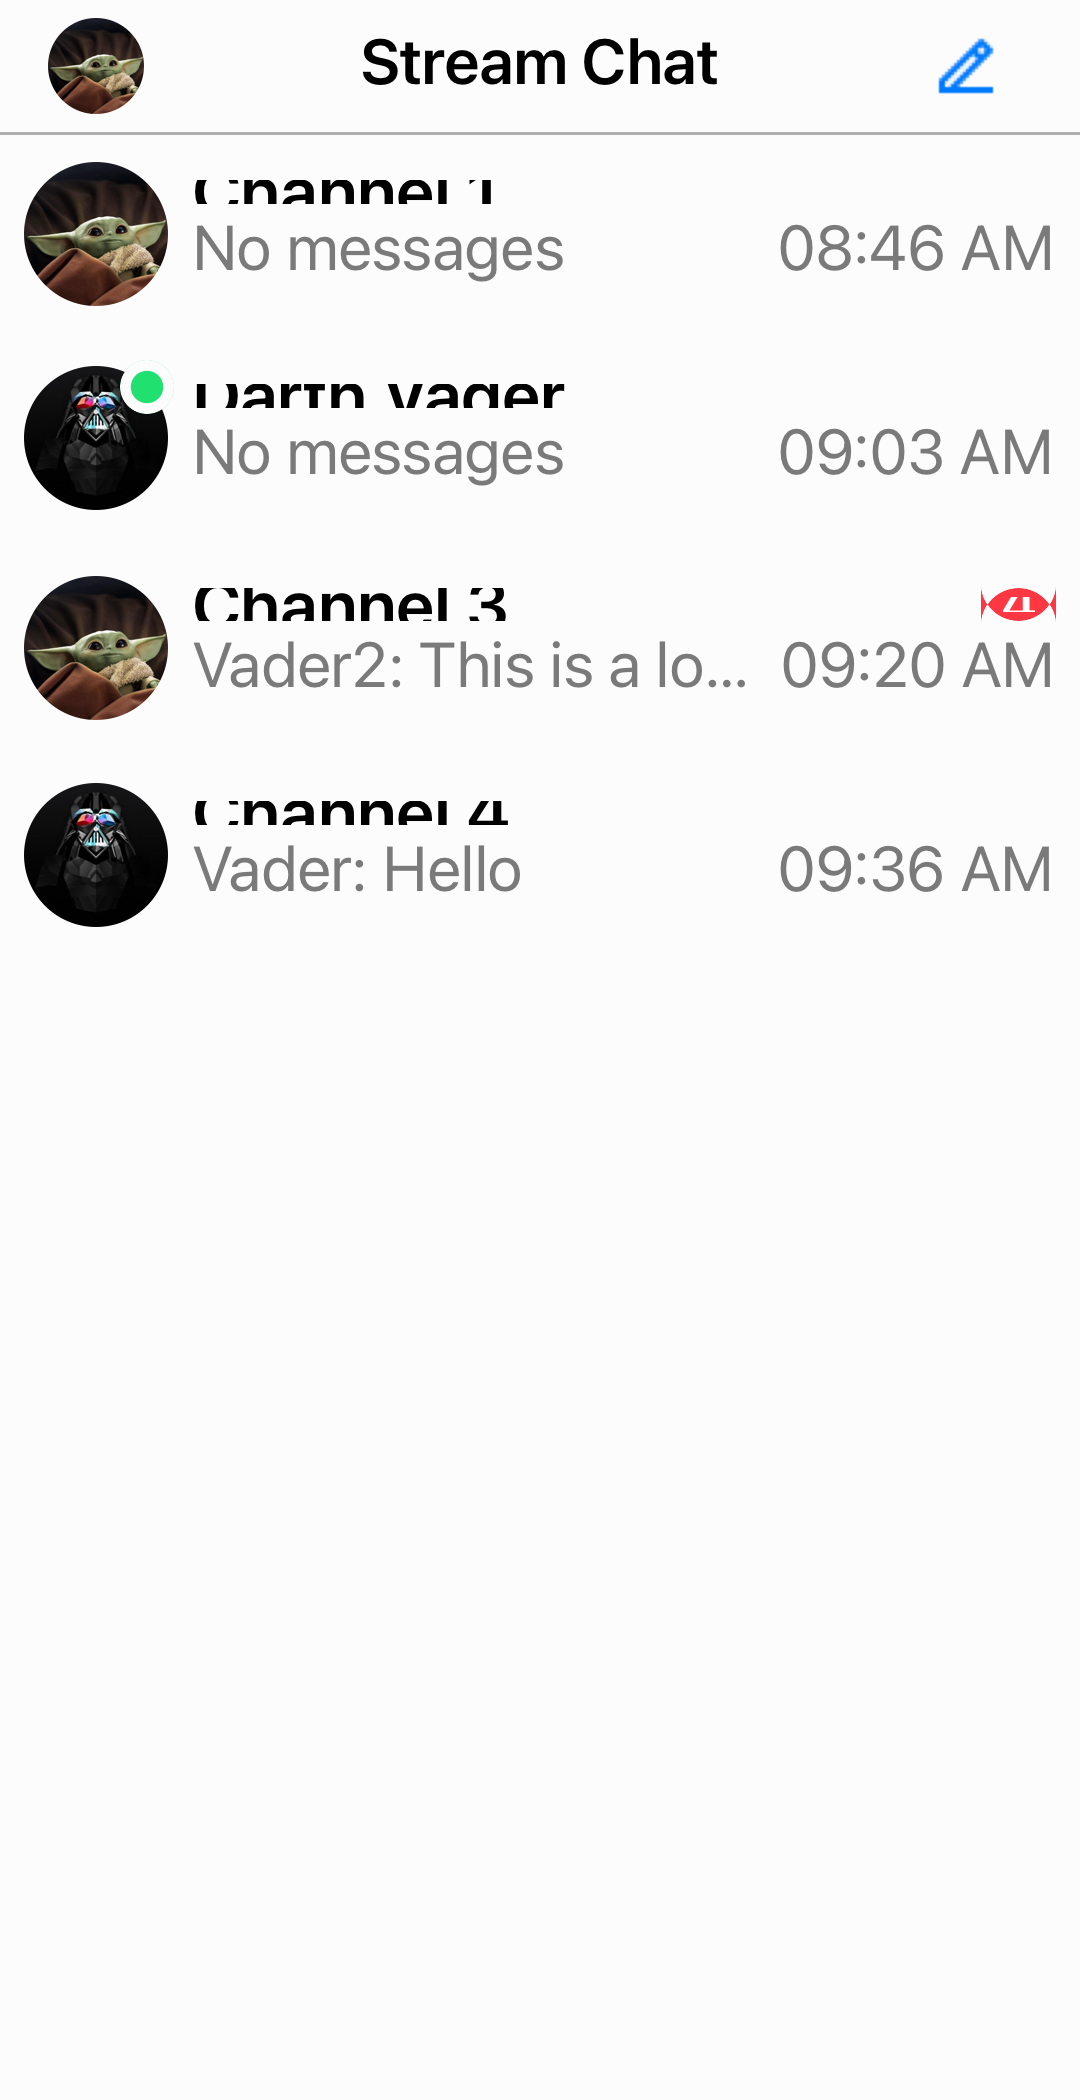 Stream Chat
Channel 1
No messages
08:46 AM
Darth Vader
No messages
09:03 AM
Channel 3
Vader2: This is a lo...
09:20 AM
Channel 4
Vader: Hello
09:36 AM